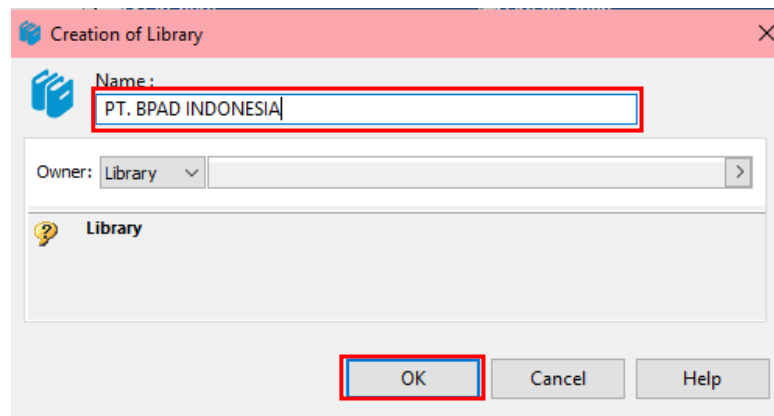 Creation of Library
Name :
PT. BPAD INDONESIA
Owner: Library
Library
OK Cancel Help